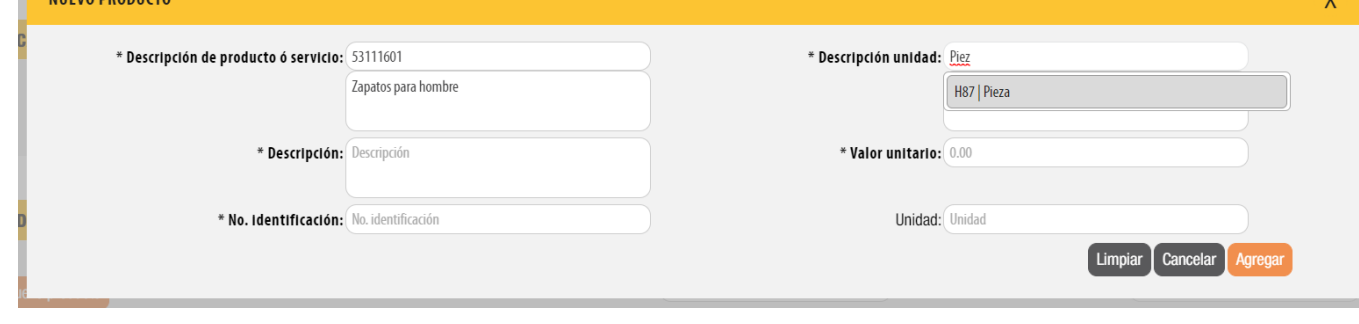 NUEVO PRODUCTO X
* Descripción de producto ó servicio: 53111601
Zapatos para hombre
* Descripción unidad: Piez
H87 | Pieza
* Descripción: Descripción
* Valor unitario: 0.00
* No. identificación: No. identificación
Unidad: Unidad
Limpiar Cancelar Agregar